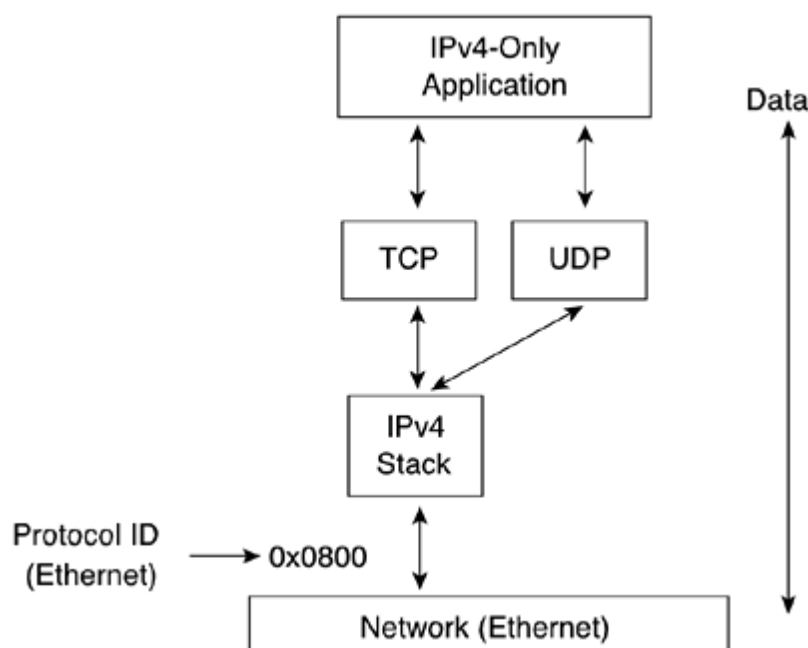 IPv4-Only
Application
Data
TCP
UDP
IPv4
Stack
Protocol ID
(Ethernet)
0x0800
Network (Ethernet)